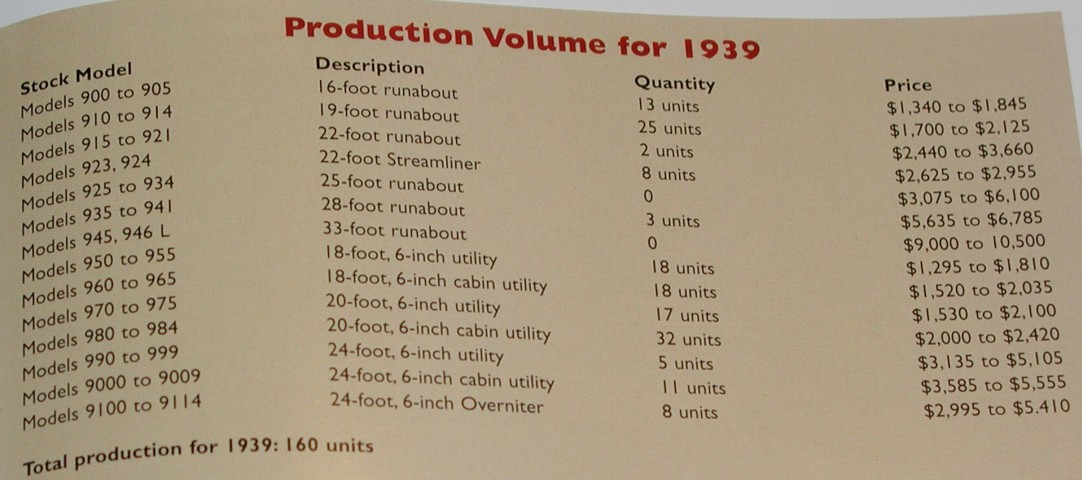 Production Volume for 1939
Stock Model Description Quantity Price
Models 900 to 905 16-foot runabout 13 units $1,340 to $1,845
Models 910 to 914 19-foot runabout 25 units $1,700 to $2,125
Models 915 to 921 22-foot runabout 2 units $2,440 to $3,660
Models 923, 924 22-foot Streamliner 8 units $2,625 to $2,955
Models 925 to 934 25-foot runabout 0 $3,075 to $6,100
Models 935 to 941 28-foot runabout 3 units $5,635 to $6,785
Models 945, 946 L 33-foot runabout 0 $9,000 to 10,500
Models 950 to 955 18-foot, 6-inch utility 18 units $1,295 to $1,810
Models 960 to 965 18-foot, 6-inch cabin utility 18 units $1,520 to $2,035
Models 970 to 975 20-foot, 6-inch utility 17 units $1,530 to $2,100
Models 980 to 984 20-foot, 6-inch cabin utility 32 units $2,000 to $2,420
Models 990 to 999 24-foot, 6-inch utility 5 units $3,135 to $5,105
Models 9000 to 9009 24-foot, 6-inch cabin utility 11 units $3,585 to $5,555
Models 9100 to 9114 24-foot, 6-inch Overniter 8 units $2,995 to $5.410
Total production for 1939: 160 units